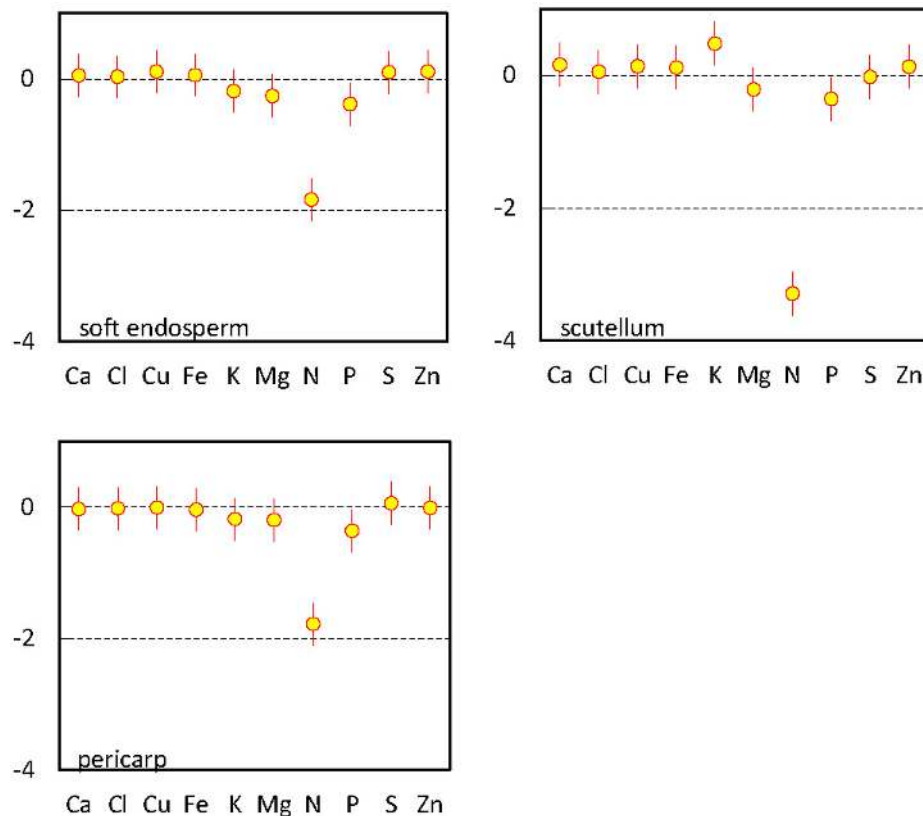 0
0
-2
-2
soft endosperm
scutellum
-4
-4
Ca Cl Cu Fe K Mg N P S Zn
Ca Cl Cu Fe K Mg N P S Zn
0
-2
pericarp
-4
Ca Cl Cu Fe K Mg N P S Zn